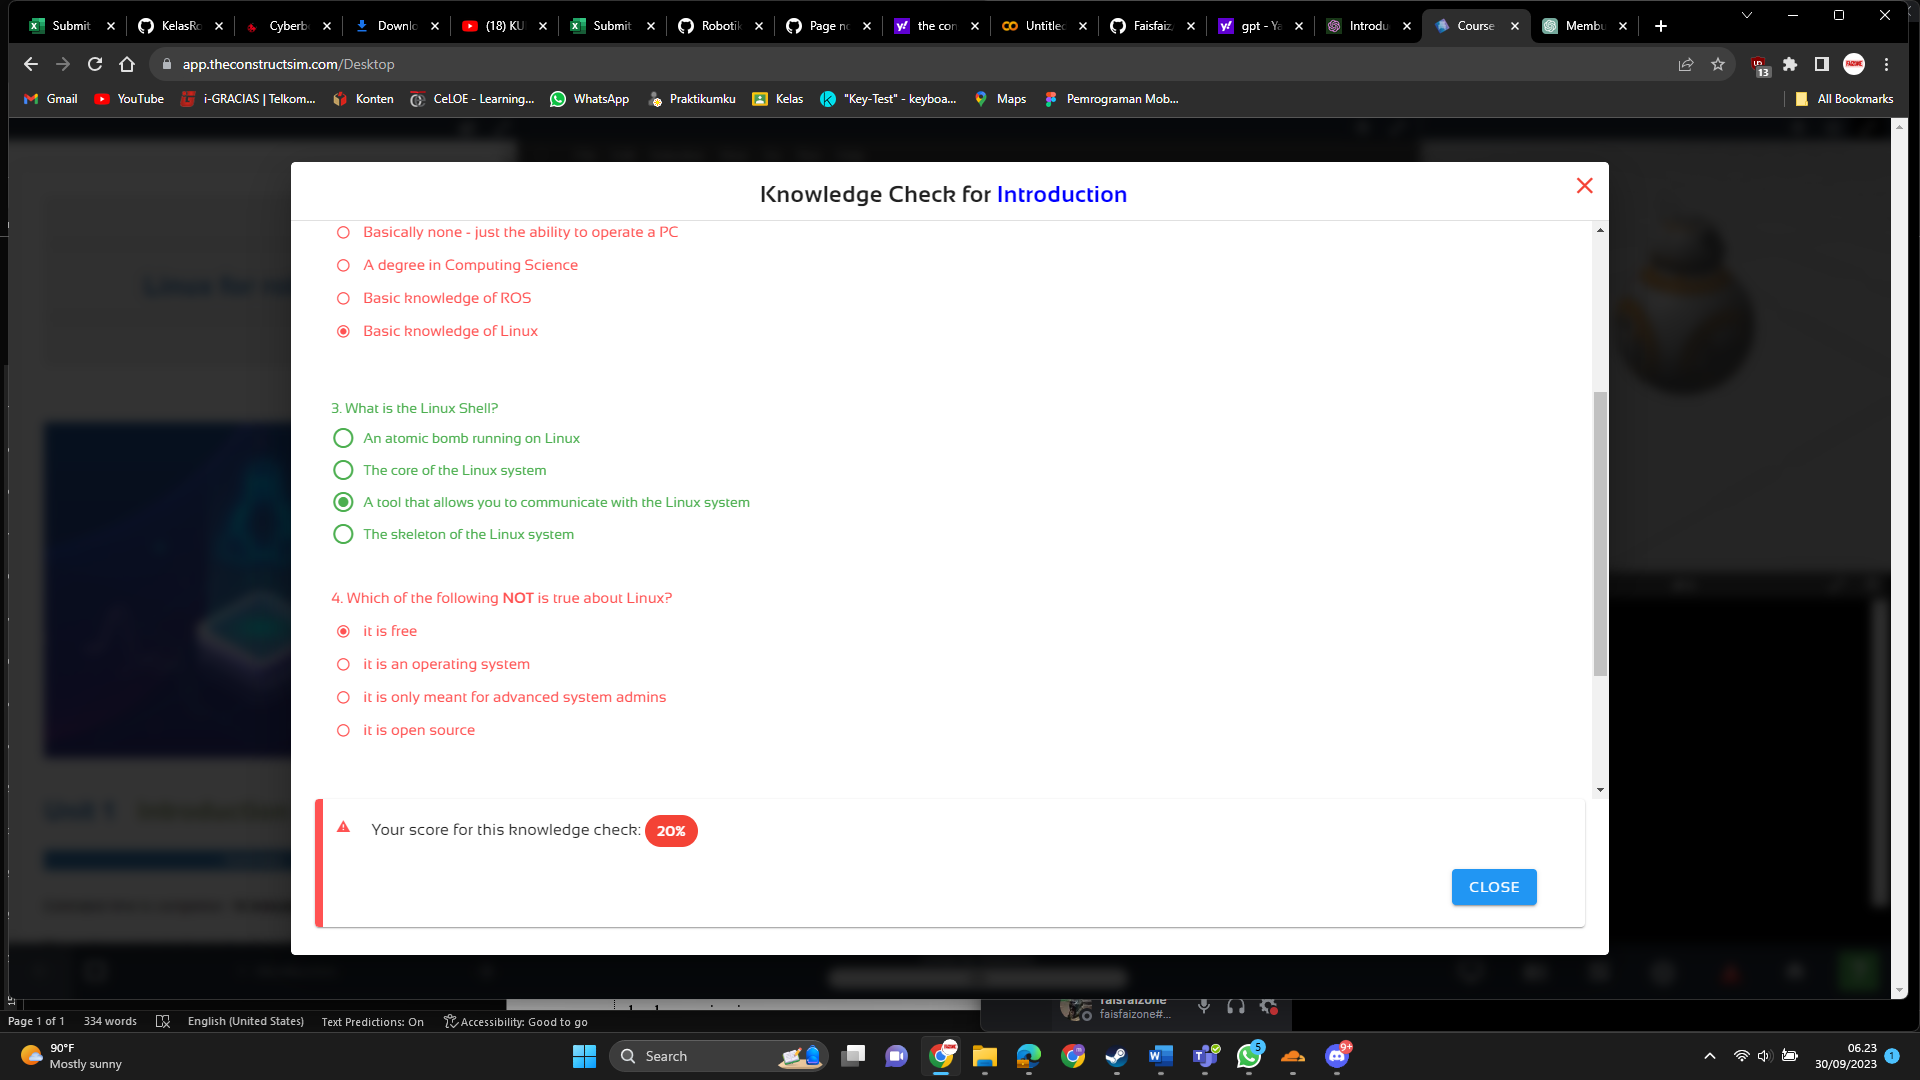 Submit
KelasRo
Cyberb
Downlo
(18) KU
Submit
Robotik
Page no
the con
Untitle
Faisfaiz
gpt - Ya
Introdu
Course
Membu
app.theconstructsim.com/Desktop
13
Gmail
YouTube
i-GRACIAS | Telkom...
Konten
CeLOE - Learning...
WhatsApp
Praktikumku
Kelas
"Key-Test" - keyboa...
Maps
Pemrograman Mob...
All Bookmarks
Knowledge Check for Introduction
Basically none - just the ability to operate a PC
A degree in Computing Science
Basic knowledge of ROS
Basic knowledge of Linux
3. What is the Linux Shell?
An atomic bomb running on Linux
The core of the Linux system
A tool that allows you to communicate with the Linux system
The skeleton of the Linux system
4. Which of the following NOT is true about Linux?
it is free
it is an operating system
it is only meant for advanced system admins
it is open source
Your score for this knowledge check: 20%
CLOSE
Unit 1 Introduction
faisfaizone
faisfaizone#...
Page 1 of 1
334 words
English (United States)
Text Predictions: On
Accessibility: Good to go
90°F
Mostly sunny
Search
5
9+
06.23
30/09/2023
1